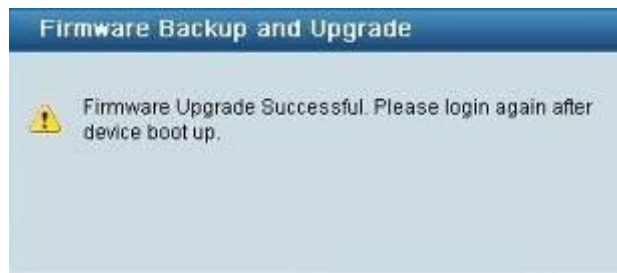 Firmware Backup and Upgrade
Firmware Upgrade Successful. Please login again after
device boot up.